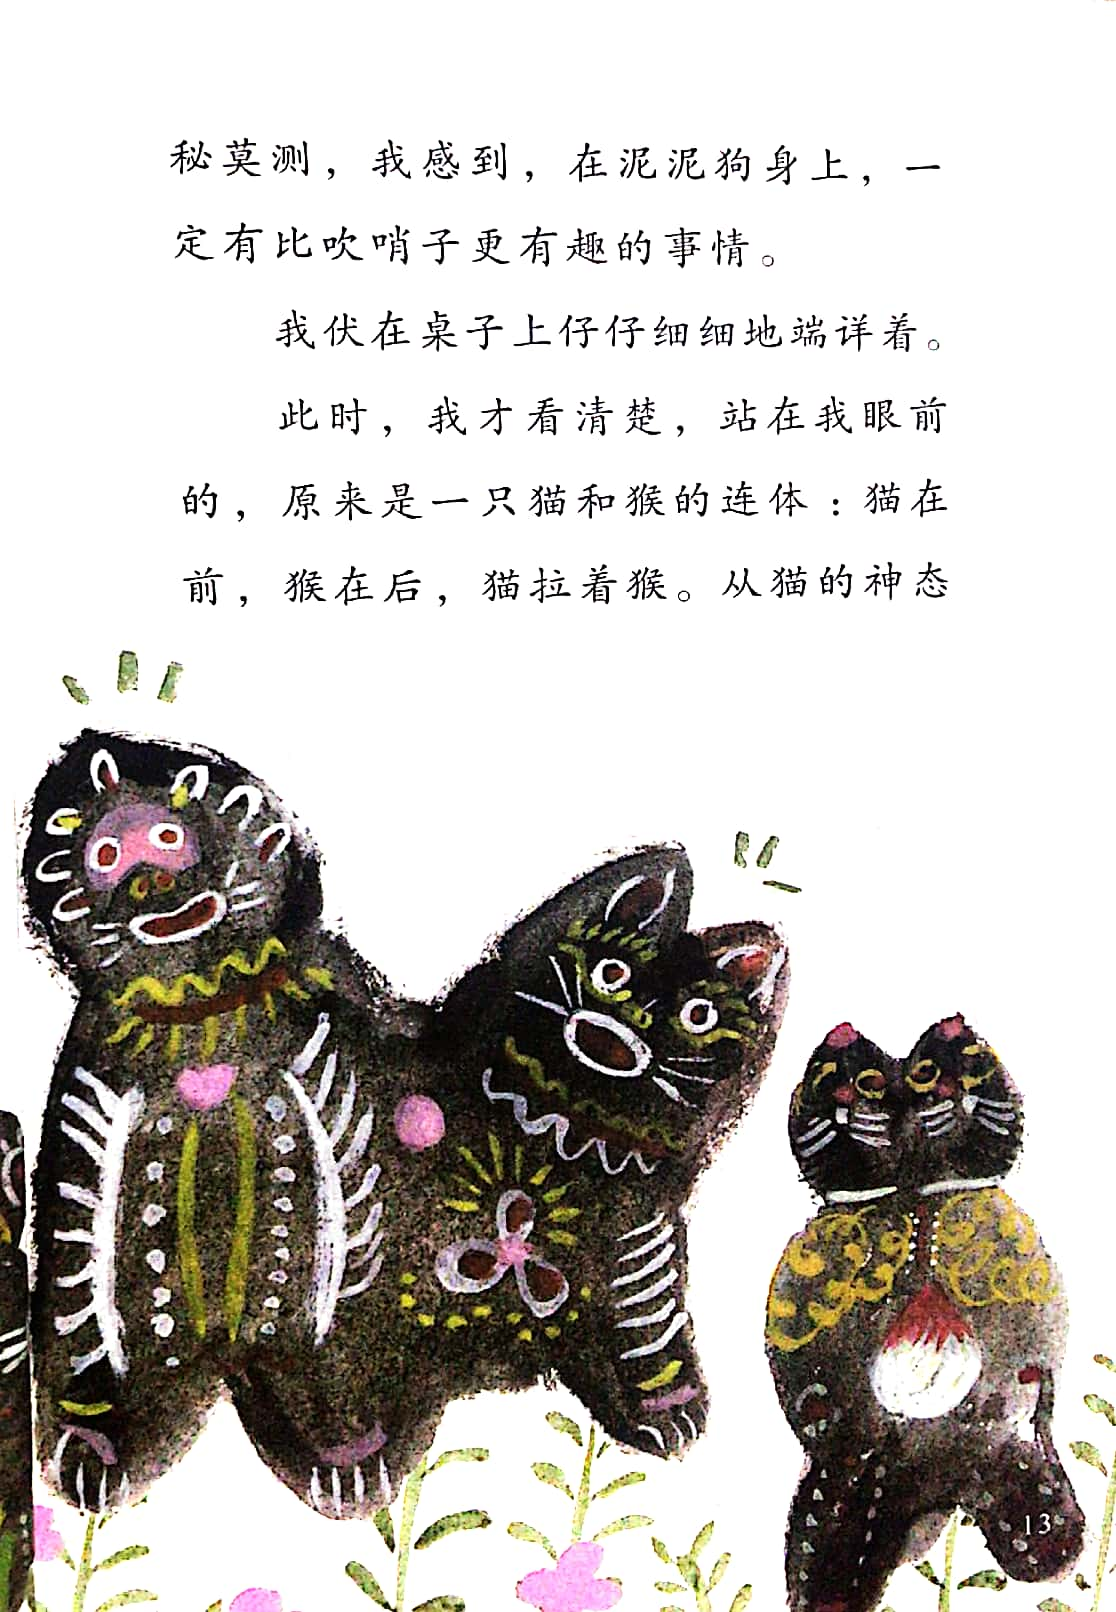 秘莫测，我感到，在泥泥狗身上，一
定有比吹哨子更有趣的事情。
我伏在桌子上仔仔细细地端详着。
此时，我才看清楚，站在我眼前
的，原来是一只猫和猴的连体：猫在
前，猴在后，猫拉着猴。从猫的神态
13